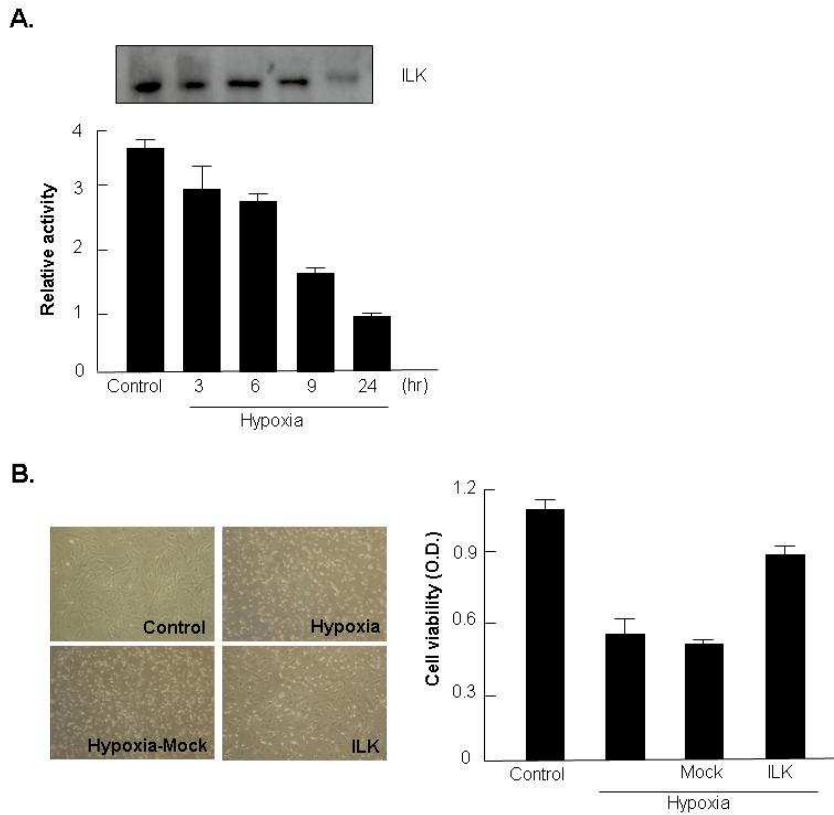 A.
ILK
Relative activity
4
3
2
1
0
Control 3 6 9 24 (hr)
Hypoxia
B.
Control
Hypoxia
Hypoxia-Mock
ILK
Cell viability (O.D.)
1.2
0.9
0.6
0.3
0
Control Mock ILK
Hypoxia